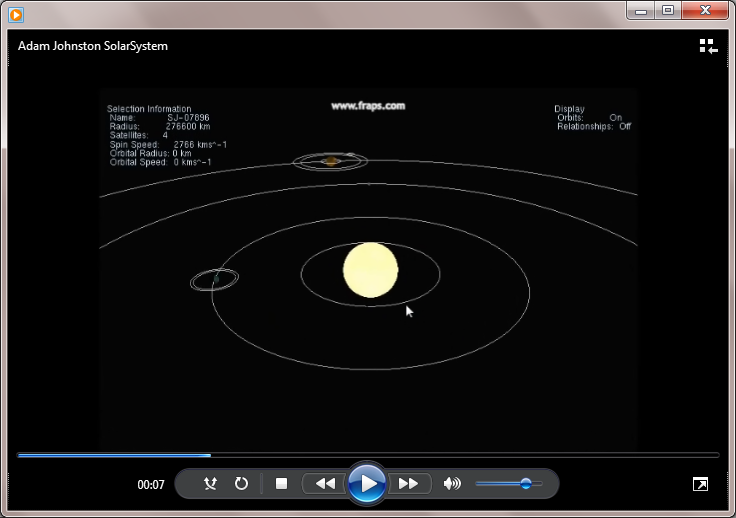 Adam Johnston SolarSystem
www.fraps.com
Selection Information
Name: SJ-07896
Radius: 276600 km
Satellites: 4
Spin Speed: 2766 kms^-1
Orbital Radius: 0 km
Orbital Speed: 0 kms^-1
Display
Orbits: On
Relationships: Off
00:07